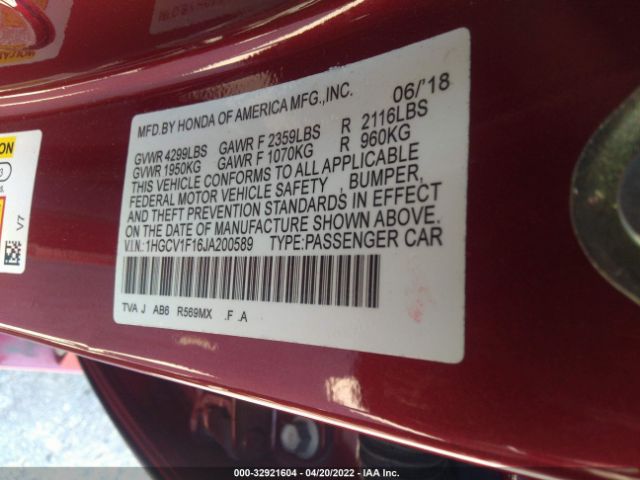 MFD.BY HONDA OF AMERICA MFG.,INC. 06/'18
GVWR 4299LBS GAWR F 2359LBS R 2116LBS
GVWR 1950KG GAWR F 1070KG R 960KG
THIS VEHICLE CONFORMS TO ALL APPLICABLE
FEDERAL MOTOR VEHICLE SAFETY , BUMPER,
AND THEFT PREVENTION STANDARDS IN EFFECT
ON THE DATE OF MANUFACTURE SHOWN ABOVE.
V.I.N.:1HGCV1F16JA200589 TYPE:PASSENGER CAR
TVA J AB6 R569MX .F .A
V7
000-32921604 - 04/20/2022 - IAA Inc.